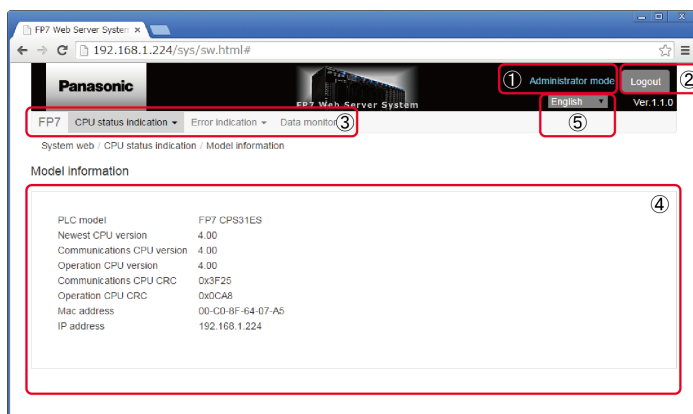 FP7 Web Server System
192.168.1.224/sys/sw.html#
Panasonic
FP7 Web Server System
① Administrator mode
Logout ②
English
Ver.1.1.0
FP7 CPU status indication Error indication Data monitor ③
⑤
System web / CPU status indication / Model information
Model information
④
PLC model FP7 CPS31ES
Newest CPU version 4.00
Communications CPU version 4.00
Operation CPU version 4.00
Communications CPU CRC 0x3F25
Operation CPU CRC 0x0CA8
Mac address 00-C0-8F-64-07-A5
IP address 192.168.1.224